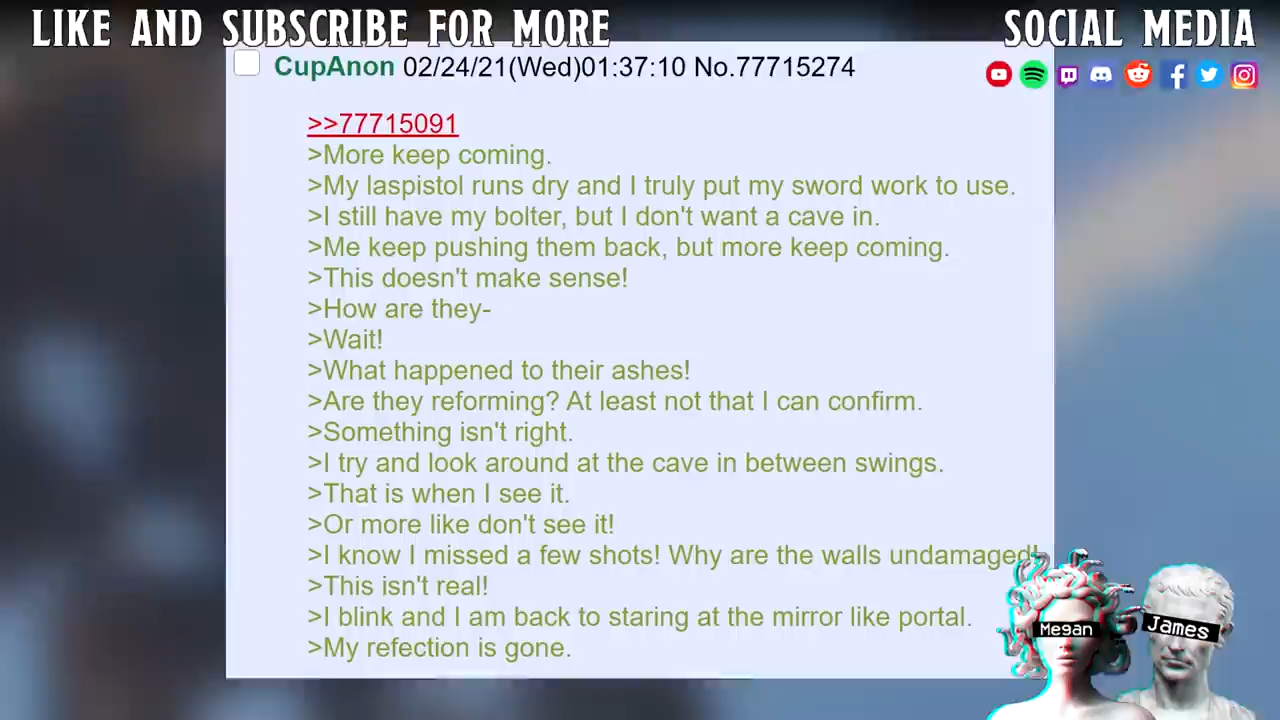 LIKE AND SUBSCRIBE FOR MORE
SOCIAL MEDIA
CupAnon 02/24/21(Wed)01:37:10 No.77715274
>>77715091
>More keep coming.
>My laspistol runs dry and I truly put my sword work to use.
>I still have my bolter, but I don't want a cave in.
>Me keep pushing them back, but more keep coming.
>This doesn't make sense!
>How are they-
>Wait!
>What happened to their ashes!
>Are they reforming? At least not that I can confirm.
>Something isn't right.
>I try and look around at the cave in between swings.
>That is when I see it.
>Or more like don't see it!
>I know I missed a few shots! Why are the walls undamaged!
>This isn't real!
>I blink and I am back to staring at the mirror like portal.
>My refection is gone.
Megan
James